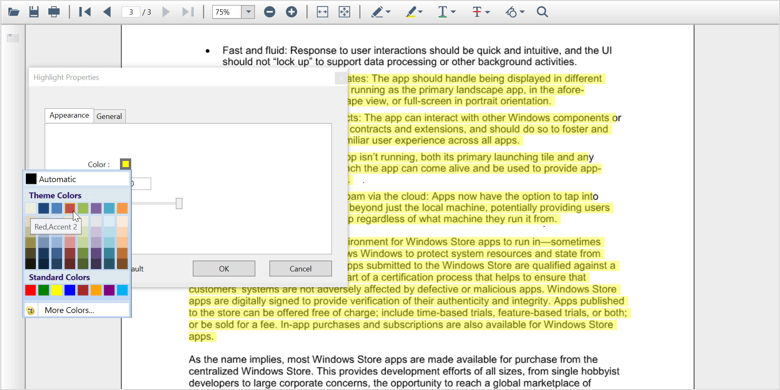 3 / 3
75%
• Fast and fluid: Response to user interactions should be quick and intuitive, and the UI
should not "lock up" to support data processing or other background activities.
Highlight Properties
ates: The app should handle being displayed in different
running as the primary landscape app, in the afore-
ape view, or full-screen in portrait orientation.
Appearance General
cts: The app can interact with other Windows components or
contracts and extensions, and should do so to foster and
miliar user experience across all apps.
Color :
pp isn't running, both its primary launching tile and any
nch the app can come alive and be used to provide app-
Automatic
0
Theme Colors
oam via the cloud: Apps now have the option to tap into
beyond just the local machine, potentially providing users
p regardless of what machine they run it from.
Red,Accent 2
ironment for Windows Store apps to run in—sometimes
ws Windows to protect system resources and state from
pps submitted to the Windows Store are qualified against a
art of a certification process that helps to ensure that
ault OK Cancel
Standard Colors
customers' systems are not adversely affected by defective or malicious apps. Windows Store
apps are digitally signed to provide verification of their authenticity and integrity. Apps published
to the store can be offered free of charge; include time-based trials, feature-based trials, or both;
or be sold for a fee. In-app purchases and subscriptions are also available for Windows Store
apps.
More Colors...
As the name implies, most Windows Store apps are made available for purchase from the
centralized Windows Store. This provides development efforts of all sizes, from single hobbyist
developers to large corporate concerns, the opportunity to reach a global marketplace of